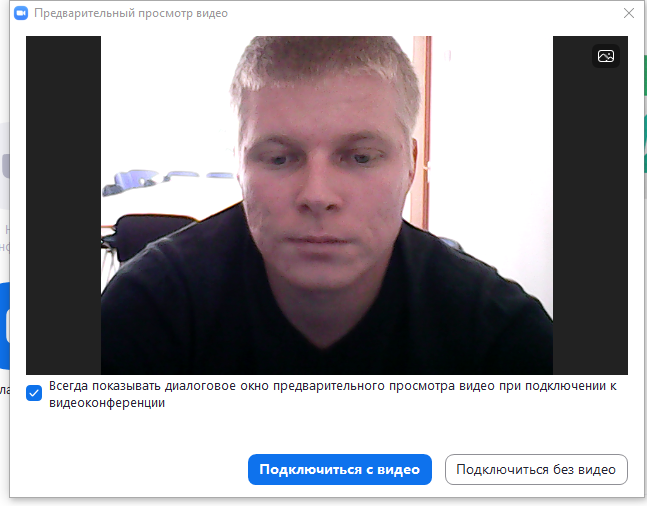 Предварительный просмотр видео
Всегда показывать диалоговое окно предварительного просмотра видео при подключении к
видеоконференции
Подключиться с видео
Подключиться без видео